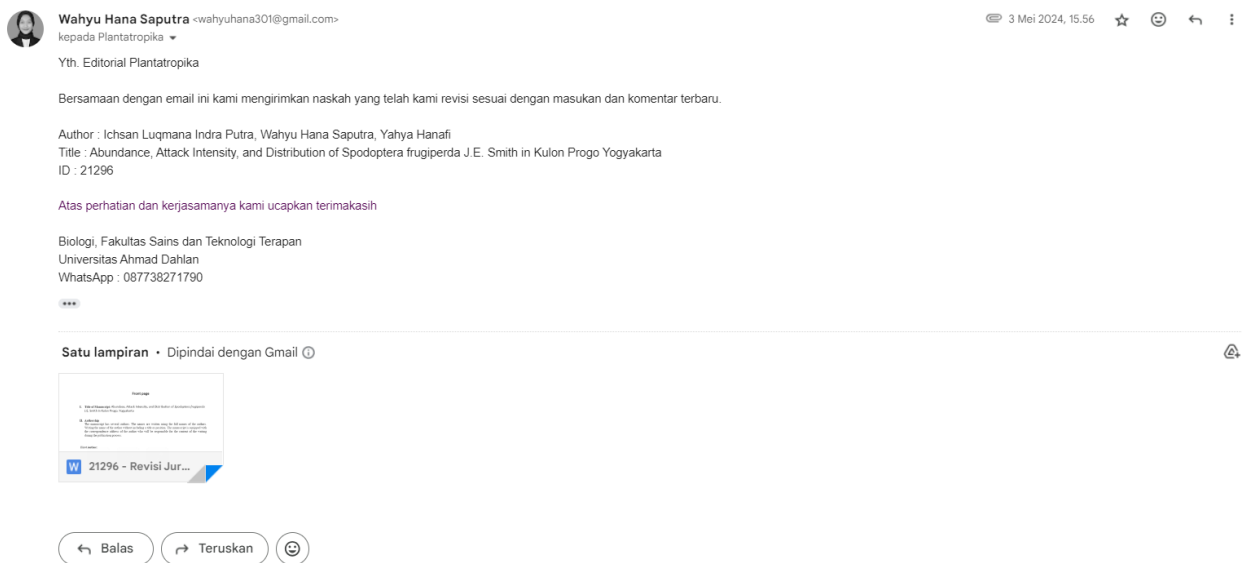 Wahyu Hana Saputra <wahyuhana301@gmail.com>
3 Mei 2024, 15.56
kepada Plantatropika
Yth. Editorial Plantatropika
Bersamaan dengan email ini kami mengirimkan naskah yang telah kami revisi sesuai dengan masukan dan komentar terbaru.
Author : Ichsan Luqmana Indra Putra, Wahyu Hana Saputra, Yahya Hanafi
Title : Abundance, Attack Intensity, and Distribution of Spodoptera frugiperda J.E. Smith in Kulon Progo Yogyakarta
ID : 21296
Atas perhatian dan kerjasamanya kami ucapkan terimakasih
Biologi, Fakultas Sains dan Teknologi Terapan
Universitas Ahmad Dahlan
WhatsApp : 087738271790
Satu lampiran • Dipindai dengan Gmail
Front page
W 21296 - Revisi Jur...
Balas
Teruskan